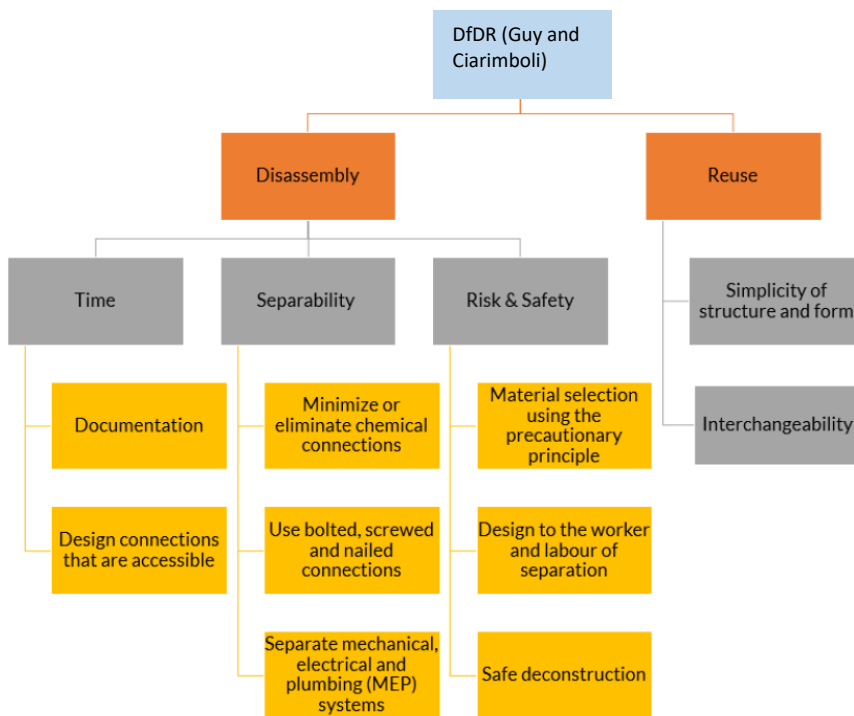 DfDR (Guy and
Ciarimboli)
Disassembly
Reuse
Time
Separability
Risk & Safety
Simplicity of
structure and form
Documentation
Minimize or
eliminate chemical
connections
Material selection
using the
precautionary
principle
Interchangeability
Design connections
that are accessible
Use bolted, screwed
and nailed
connections
Design to the worker
and labour of
separation
Separate mechanical,
electrical and
plumbing (MEP)
systems
Safe deconstruction